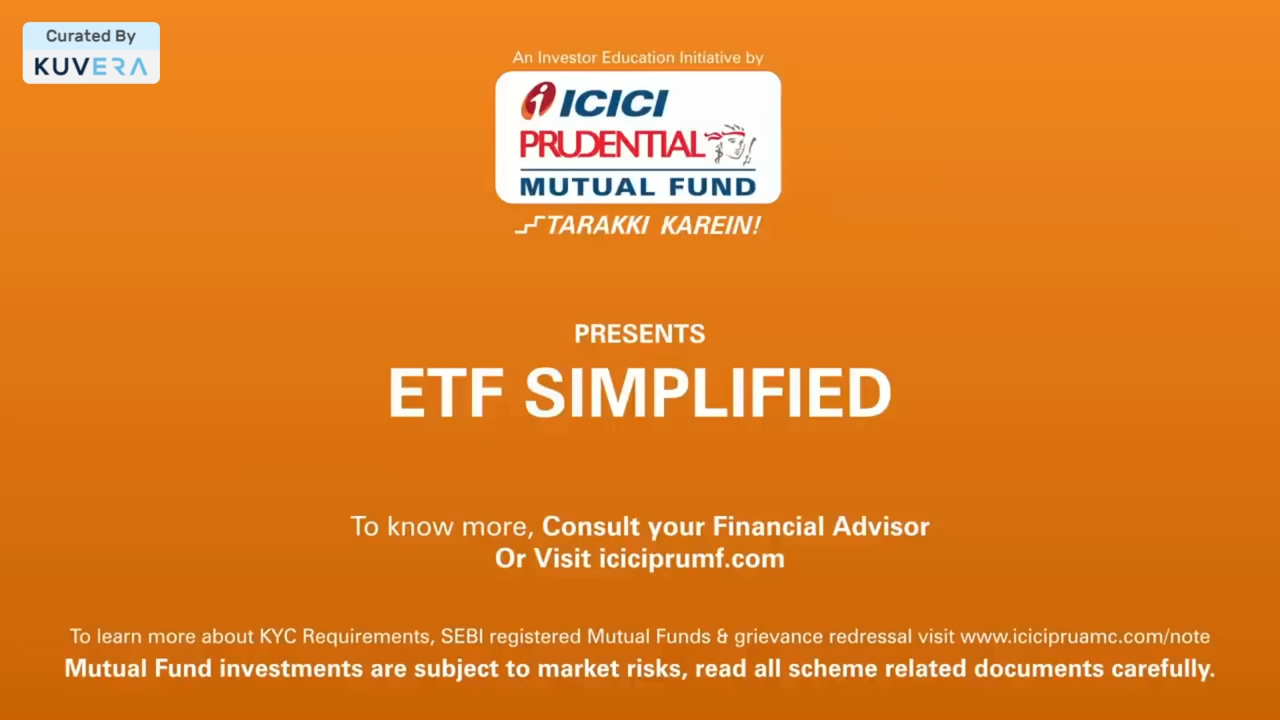 Curated By
KUVERA
An Investor Education Initiative by
ICICI
PRUDENTIAL
MUTUAL FUND
TARAKKI KAREIN!
PRESENTS
ETF SIMPLIFIED
To know more, Consult your Financial Advisor
Or Visit iciciprumf.com
To learn more about KYC Requirements, SEBI registered Mutual Funds & grievance redressal visit www.icicipruamc.com/note
Mutual Fund investments are subject to market risks, read all scheme related documents carefully.